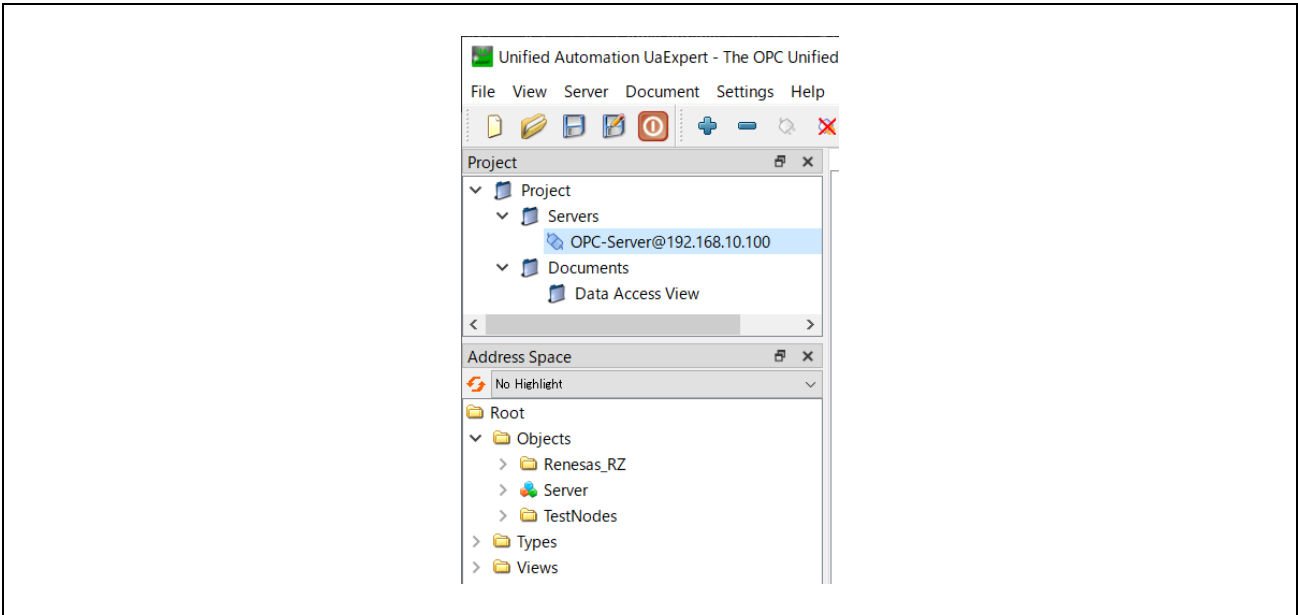 Unified Automation UaExpert - The OPC Unified
File View Server Document Settings Help
Project
Project
Servers
OPC-Server@192.168.10.100
Documents
Data Access View
Address Space
No Highlight
Root
Objects
Renesas_RZ
Server
TestNodes
Types
Views